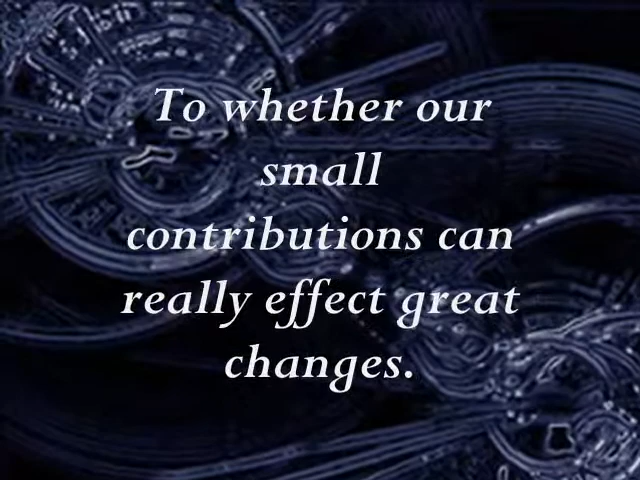 To whether our
small
contributions can
really effect great
changes.